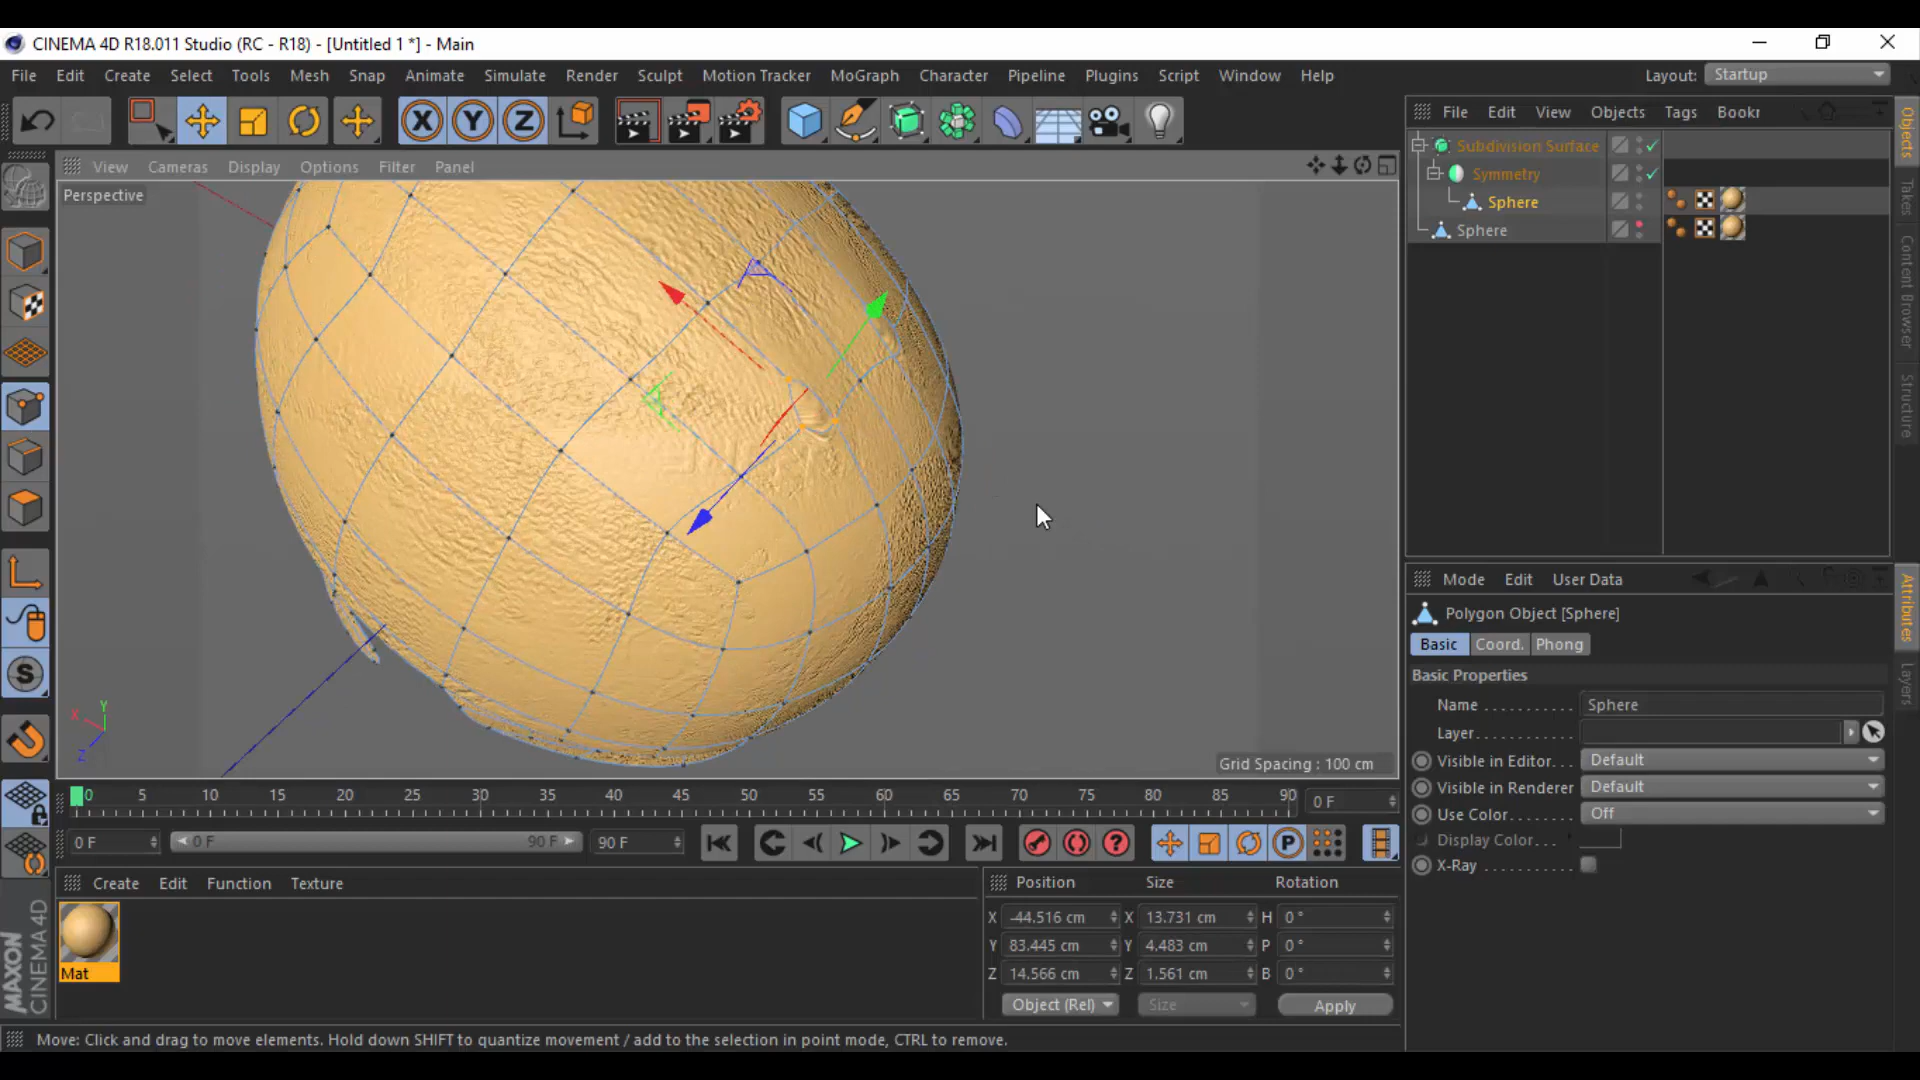 CINEMA 4D R18.011 Studio (RC - R18) - [Untitled 1 *] - Main
File Edit Create Select Tools Mesh Snap Animate Simulate Render Sculpt Motion Tracker MoGraph Character Pipeline Plugins Script Window Help Layout: Startup
X Y Z
File Edit View Objects Tags Bookr
View Cameras Display Options Filter Panel
Perspective
Subdivision Surface
Symmetry
Sphere
Sphere
Objects
Takes
Content Browser
Structure
X Y Z
Grid Spacing : 100 cm
Mode Edit User Data
Polygon Object [Sphere]
Basic Coord. Phong
Basic Properties
Name Sphere
Layer
Visible in Editor Default
Visible in Renderer Default
Use Color Off
Display Color
X-Ray
Attributes
Layers
S
0 5 10 15 20 25 30 35 40 45 50 55 60 65 70 75 80 85 90 0 F
0 F 0 F 90 F 90 F P
Create Edit Function Texture
Mat
MAXON
CINEMA 4D
Position Size Rotation
X -44.516 cm X 13.731 cm H 0 °
Y 83.445 cm Y 4.483 cm P 0 °
Z 14.566 cm Z 1.561 cm B 0 °
Object (Rel) Size Apply
Move: Click and drag to move elements. Hold down SHIFT to quantize movement / add to the selection in point mode, CTRL to remove.